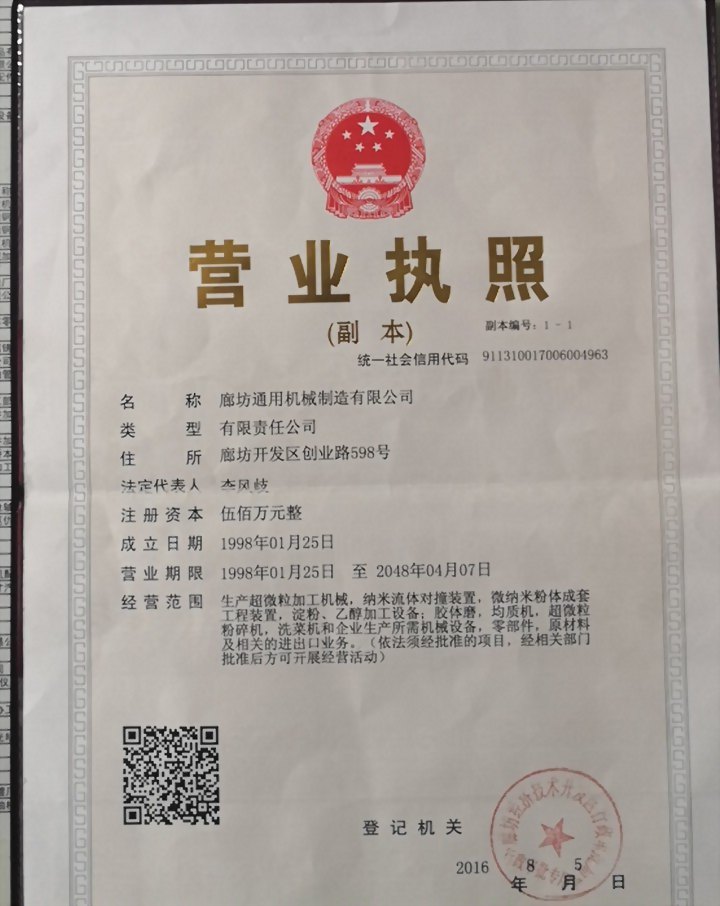 营业执照
(副 本)
副本编号：1 - 1
统一社会信用代码 911310017006004963
名 称 廊坊通用机械制造有限公司
类 型 有限责任公司
住 所 廊坊开发区创业路598号
法定代表人 李风岐
注册资本 伍佰万元整
成立日期 1998年01月25日
营业期限 1998年01月25日 至 2048年04月07日
经营范围 生产超微粒加工机械，纳米流体对撞装置，微纳米粉体成套
工程装置，淀粉、乙醇加工设备；胶体磨，均质机，超微粒
粉碎机，洗菜机和企业生产所需机械设备，零部件，原材料
及相关的进出口业务。（依法须经批准的项目，经相关部门
批准后方可开展经营活动）
登记机关
2016年8月5日